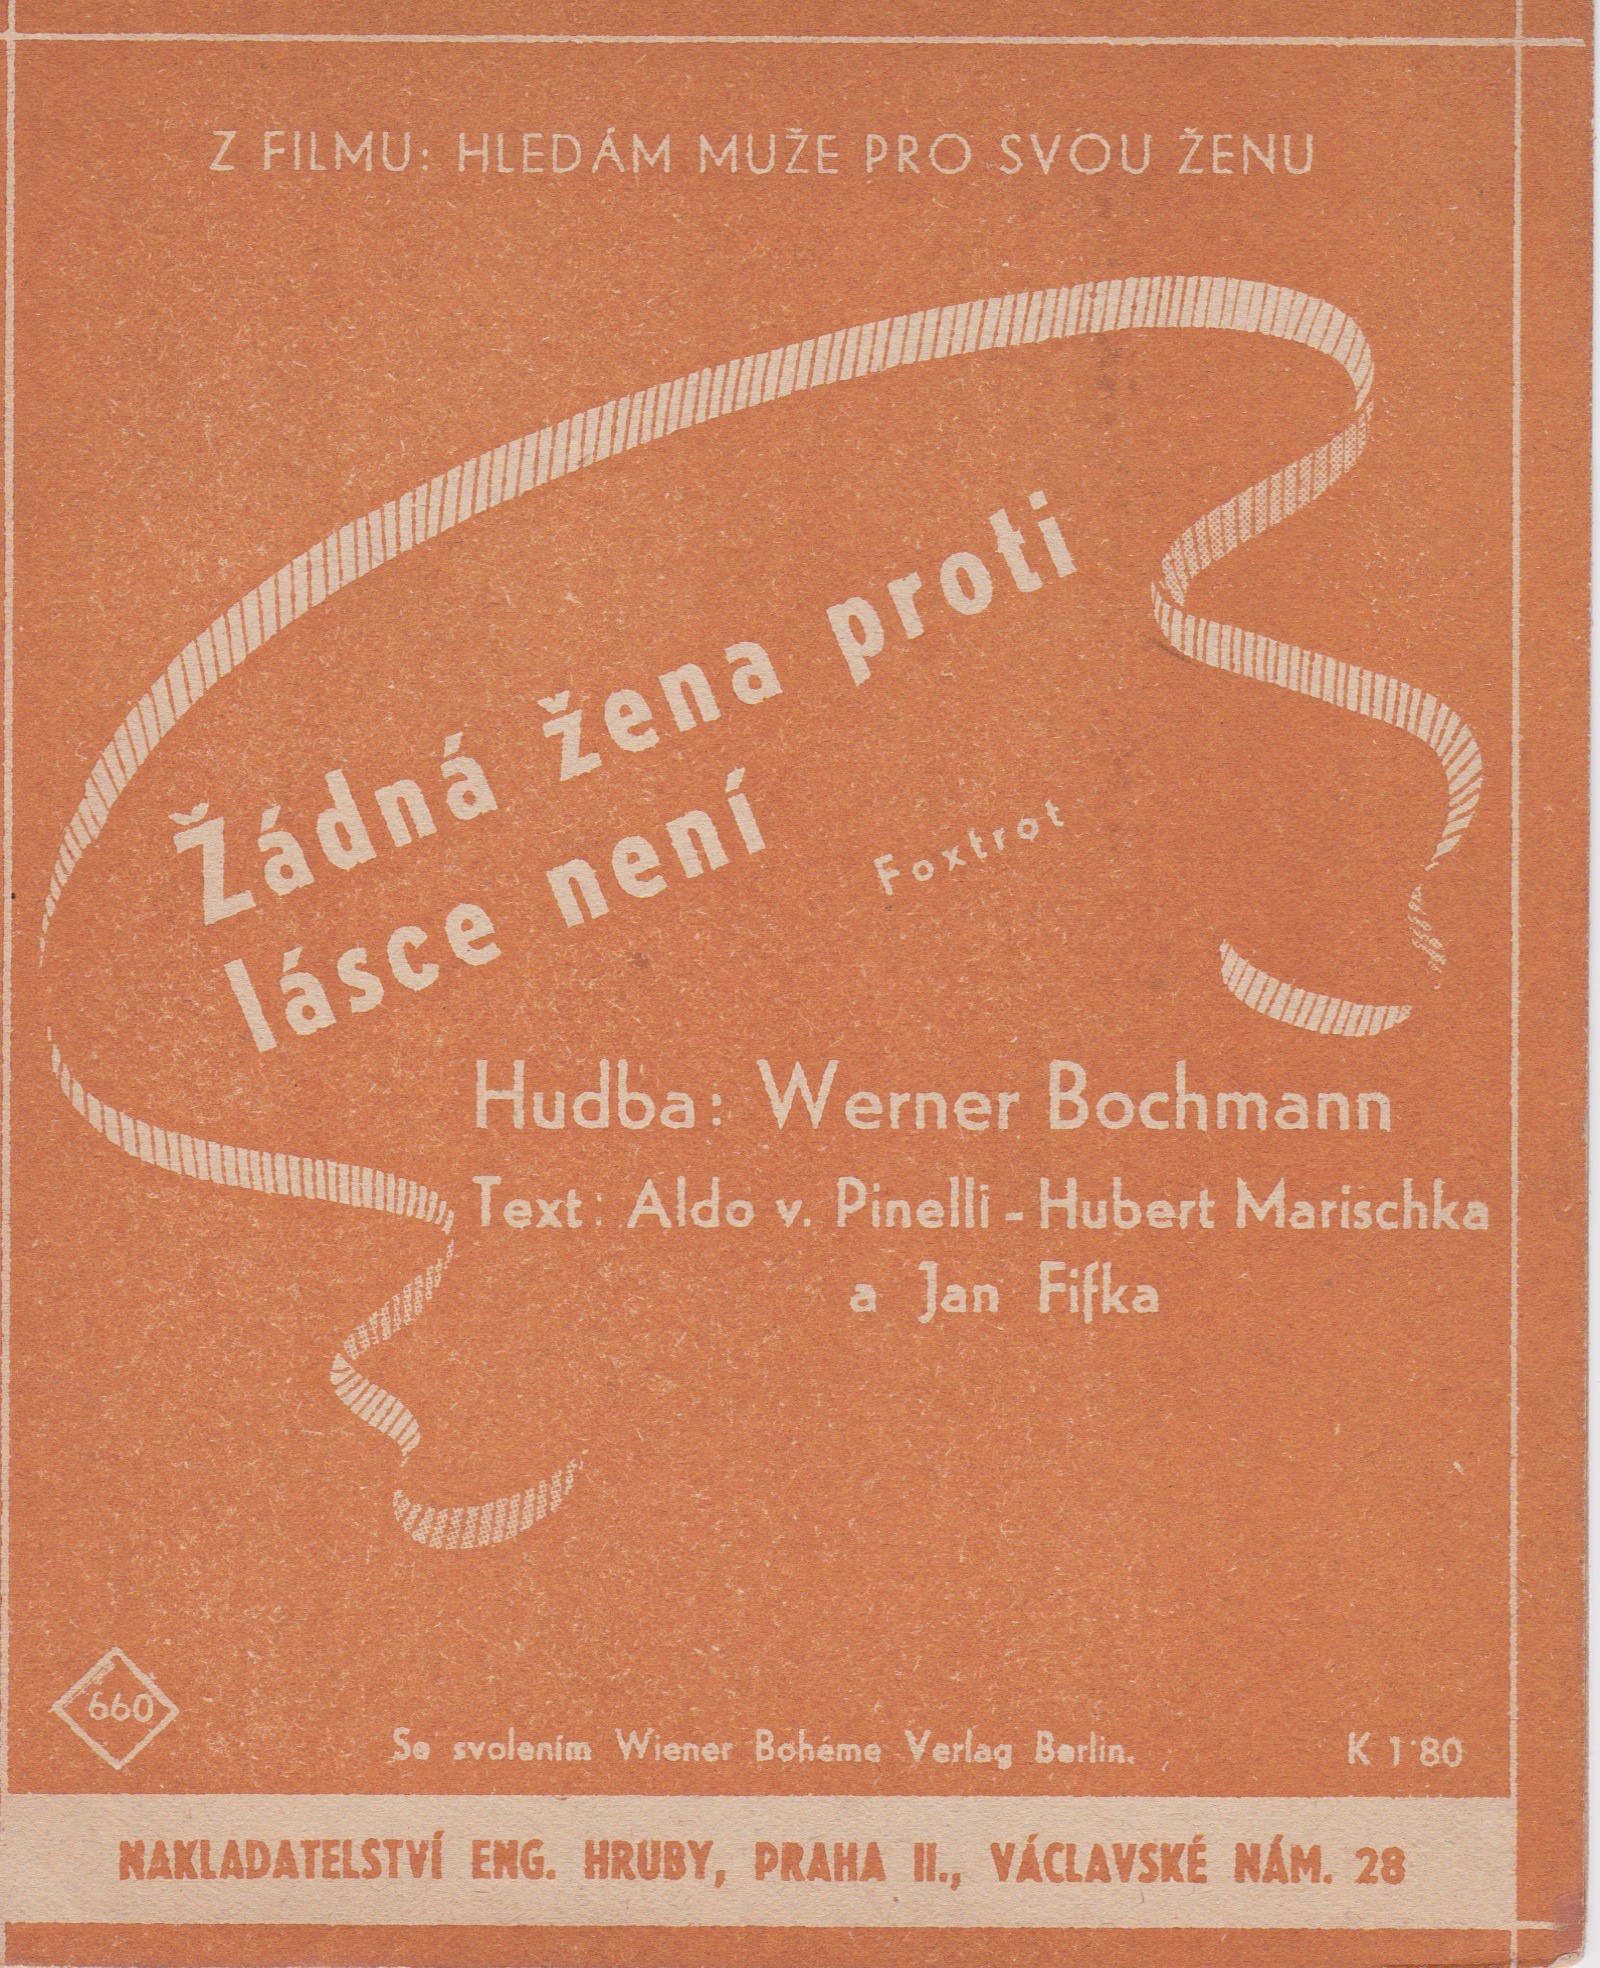 Z FILMU: HLEDÁM MUŽE PRO SVOU ŽENU
Žádná žena proti
lásce není
Foxtrot
Hudba: Werner Bochmann
Text: Aldo v. Pinelli - Hubert Marischka
a Jan Fifka
660
Se svolením Wiener Bohéme Verlag Berlin.
K 1·80
NAKLADATELSTVÍ ENG. HRUBY, PRAHA II., VÁCLAVSKÉ NÁM. 28